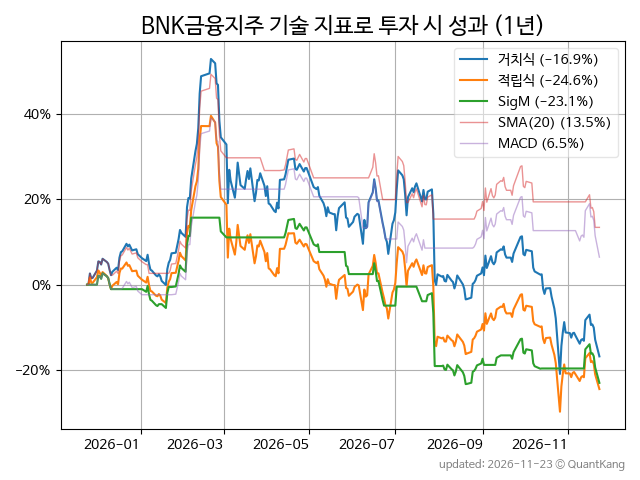 BNK금융지주 기술 지표로 투자 시 성과 (1년)
거치식 (−16.9%)
적립식 (−24.6%)
SigM (−23.1%)
SMA(20) (13.5%)
MACD (6.5%)
40%
20%
0%
−20%
2026-01 2026-03 2026-05 2026-07 2026-09 2026-11
updated: 2026-11-23 ⓒ QuantKang